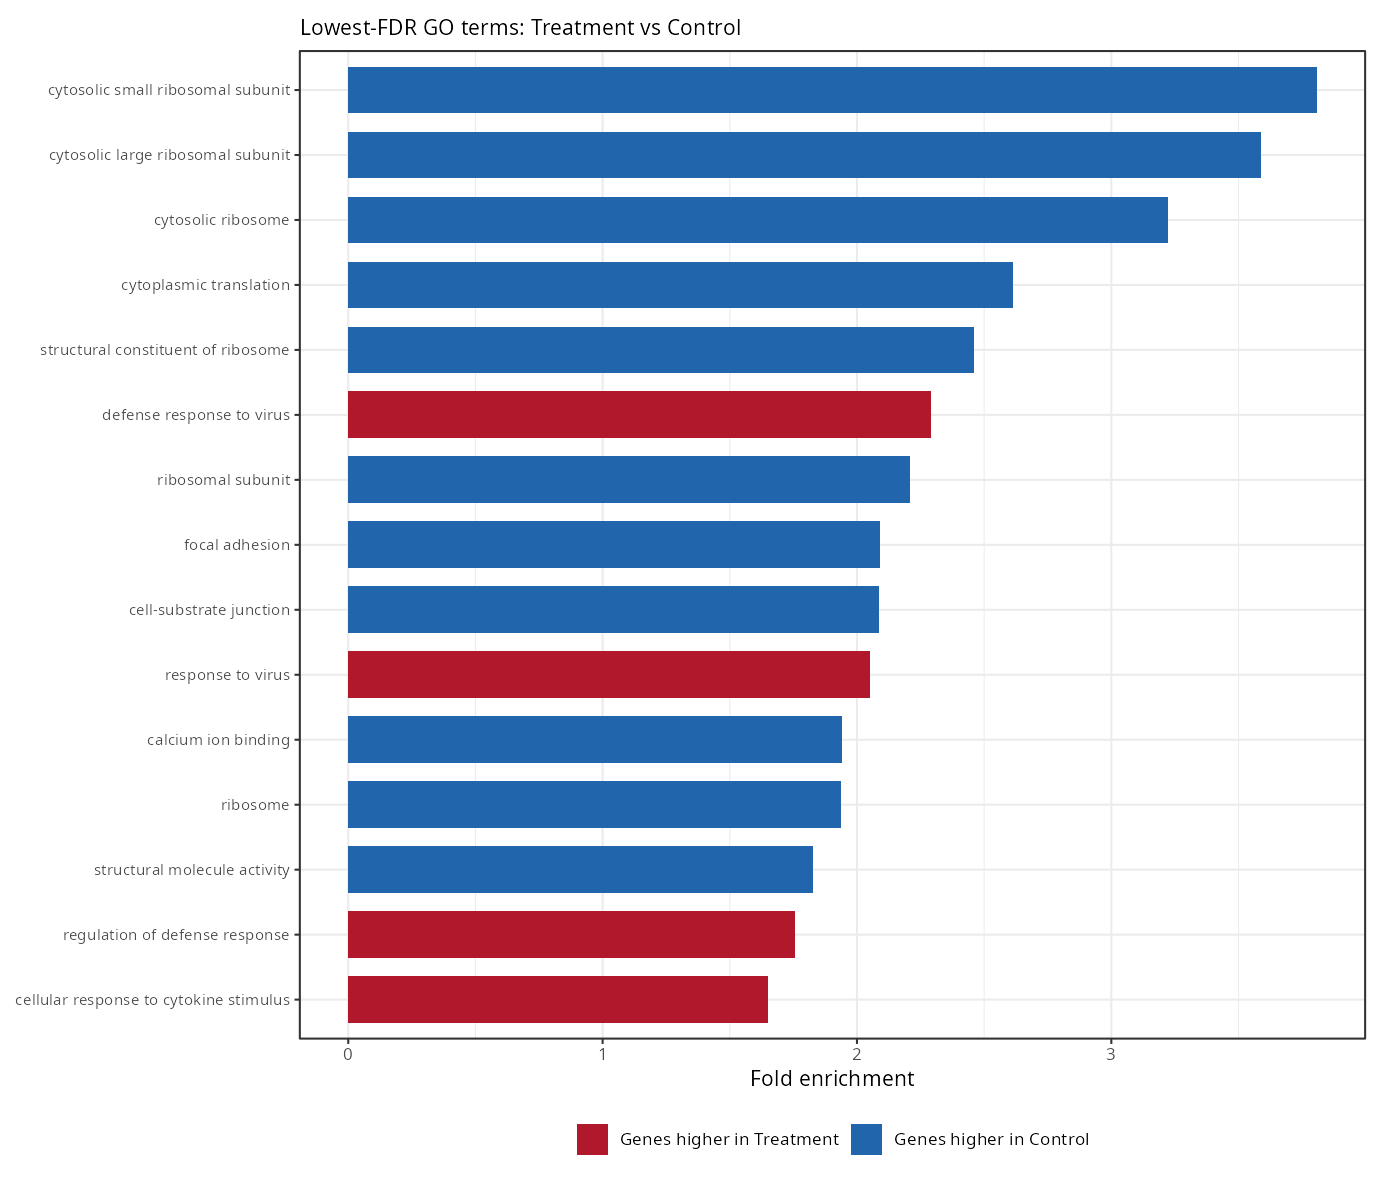 Lowest-FDR GO terms: Treatment vs Control
cytosolic small ribosomal subunit
cytosolic large ribosomal subunit
cytosolic ribosome
cytoplasmic translation
structural constituent of ribosome
defense response to virus
ribosomal subunit
focal adhesion
cell-substrate junction
response to virus
calcium ion binding
ribosome
structural molecule activity
regulation of defense response
cellular response to cytokine stimulus
0 1 2 3
Fold enrichment
Genes higher in Treatment Genes higher in Control